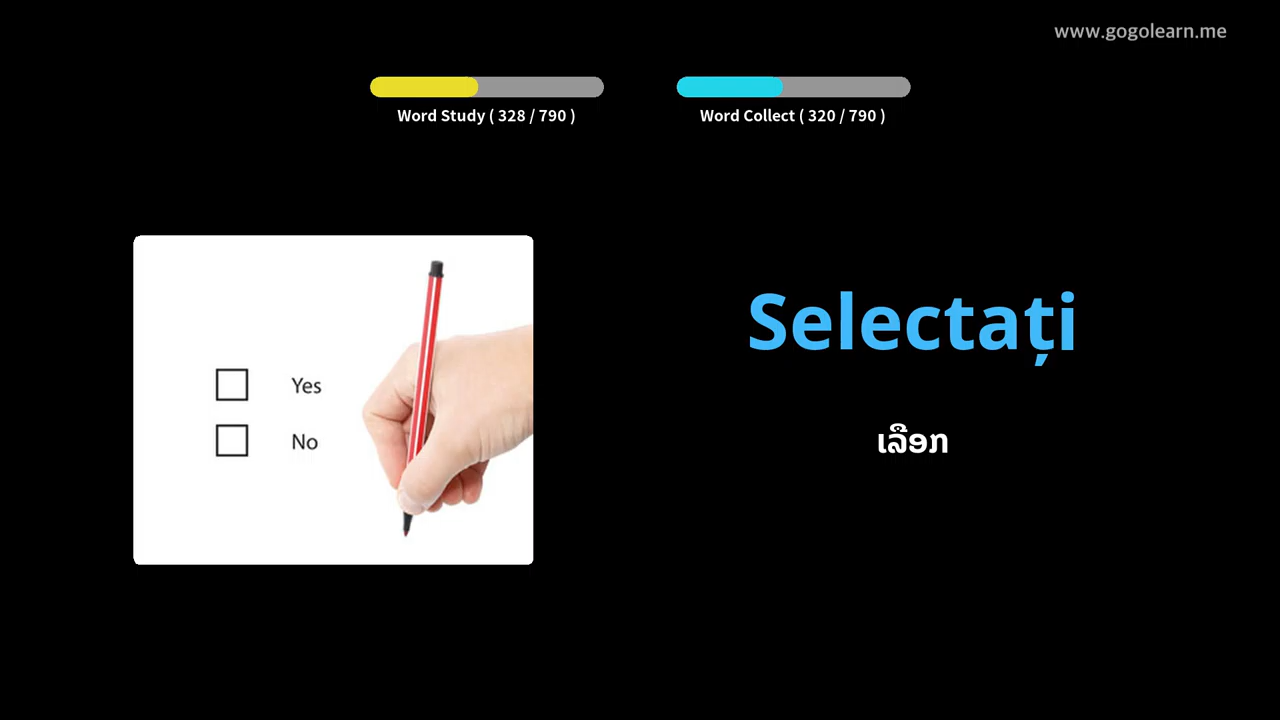 www.gogolearn.me
Word Study ( 328 / 790 )
Word Collect ( 320 / 790 )
Yes
No
Selectați
ເລືອກ